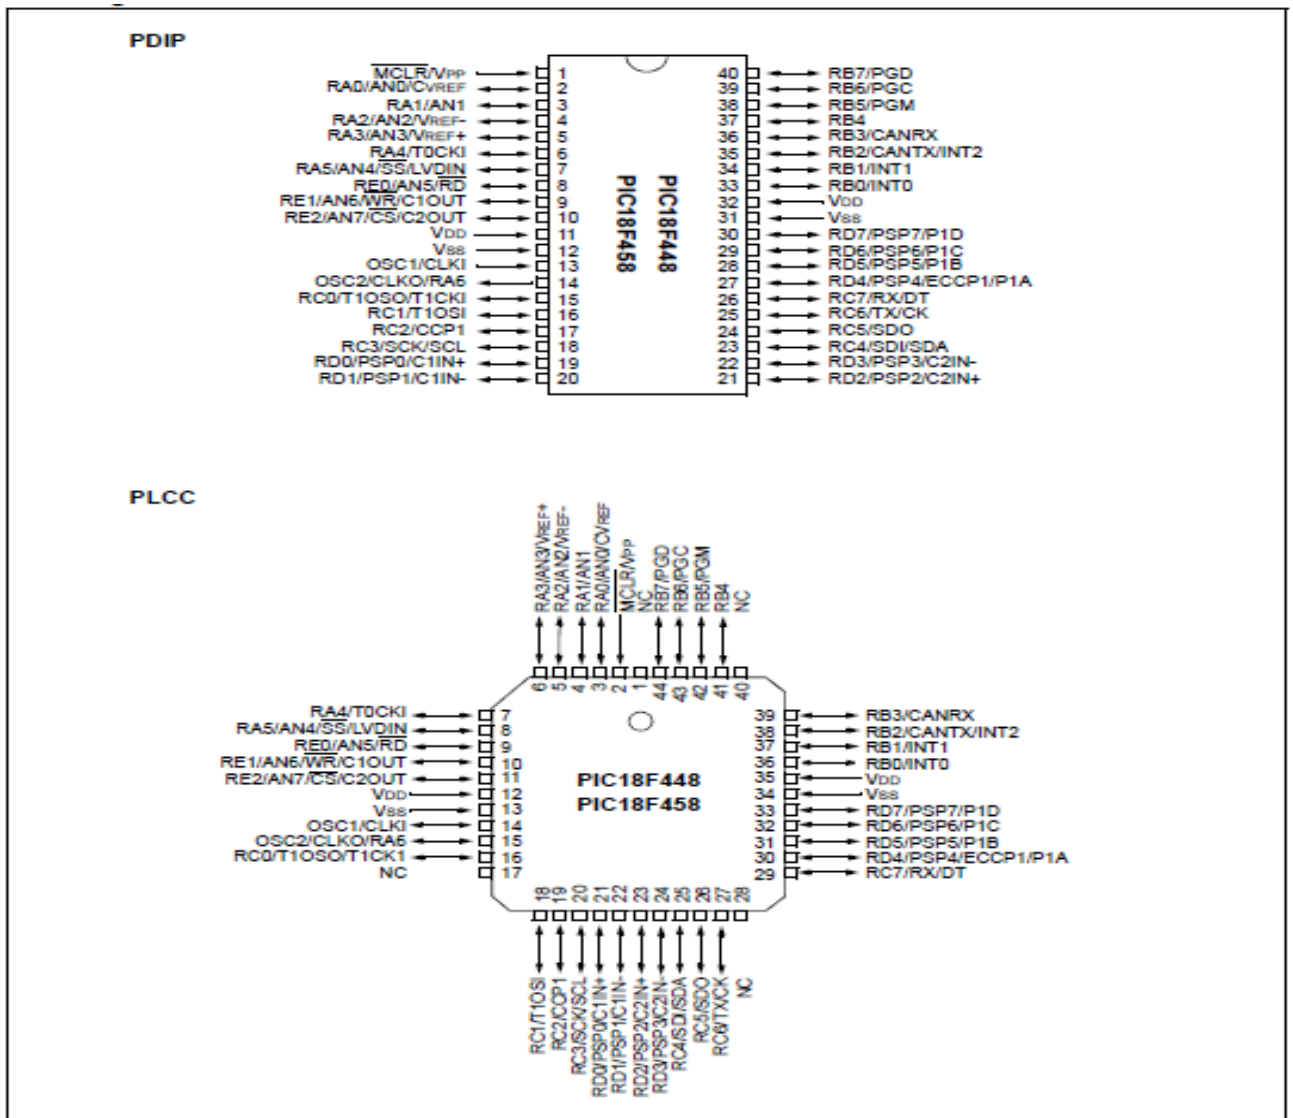 PDIP
MCLR/VPP 1 40 RB7/PGD
RA0/AN0/CVREF 2 39 RB6/PGC
RA1/AN1 3 38 RB5/PGM
RA2/AN2/VREF- 4 37 RB4
RA3/AN3/VREF+ 5 36 RB3/CANRX
RA4/T0CKI 6 35 RB2/CANTX/INT2
RA5/AN4/SS/LVDIN 7 34 RB1/INT1
RE0/AN5/RD 8 33 RB0/INT0
RE1/AN6/WR/C1OUT 9 32 VDD
RE2/AN7/CS/C2OUT 10 31 VSS
VDD 11 30 RD7/PSP7/P1D
VSS 12 29 RD6/PSP6/P1C
OSC1/CLKI 13 28 RD5/PSP5/P1B
OSC2/CLKO/RA6 14 27 RD4/PSP4/ECCP1/P1A
RC0/T1OSO/T1CKI 15 26 RC7/RX/DT
RC1/T1OSI 16 25 RC6/TX/CK
RC2/CCP1 17 24 RC5/SDO
RC3/SCK/SCL 18 23 RC4/SDI/SDA
RD0/PSP0/C1IN+ 19 22 RD3/PSP3/C2IN-
RD1/PSP1/C1IN- 20 21 RD2/PSP2/C2IN+
PIC18F448
PIC18F458
PLCC
RA3/AN3/VREF+
RA2/AN2/VREF-
RA1/AN1
RA0/AN0/CVREF
MCLR/VPP
NC
RB7/PGD
RB6/PGC
RB5/PGM
RB4
NC
6 5 4 3 2 1 44 43 42 41 40
RA4/T0CKI 7 39 RB3/CANRX
RA5/AN4/SS/LVDIN 8 38 RB2/CANTX/INT2
RE0/AN5/RD 9 37 RB1/INT1
RE1/AN6/WR/C1OUT 10 36 RB0/INT0
RE2/AN7/CS/C2OUT 11 35 VDD
VDD 12 34 VSS
VSS 13 33 RD7/PSP7/P1D
OSC1/CLKI 14 32 RD6/PSP6/P1C
OSC2/CLKO/RA6 15 31 RD5/PSP5/P1B
RC0/T1OSO/T1CK1 16 30 RD4/PSP4/ECCP1/P1A
NC 17 29 RC7/RX/DT
PIC18F448
PIC18F458
18 19 20 21 22 23 24 25 26 27 28
RC1/T1OSI
RC2/CCP1
RC3/SCK/SCL
RD0/PSP0/C1IN+
RD1/PSP1/C1IN-
RD2/PSP2/C2IN+
RD3/PSP3/C2IN-
RC4/SDI/SDA
RC5/SDO
RC6/TX/CK
NC